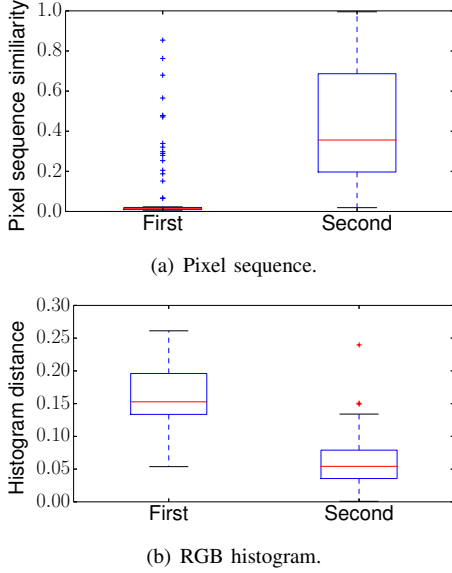 Pixel sequence similiarity
1.0
0.8
0.6
0.4
0.2
0.0
First Second
(a) Pixel sequence.
Histogram distance
0.30
0.25
0.20
0.15
0.10
0.05
0.00
First Second
(b) RGB histogram.